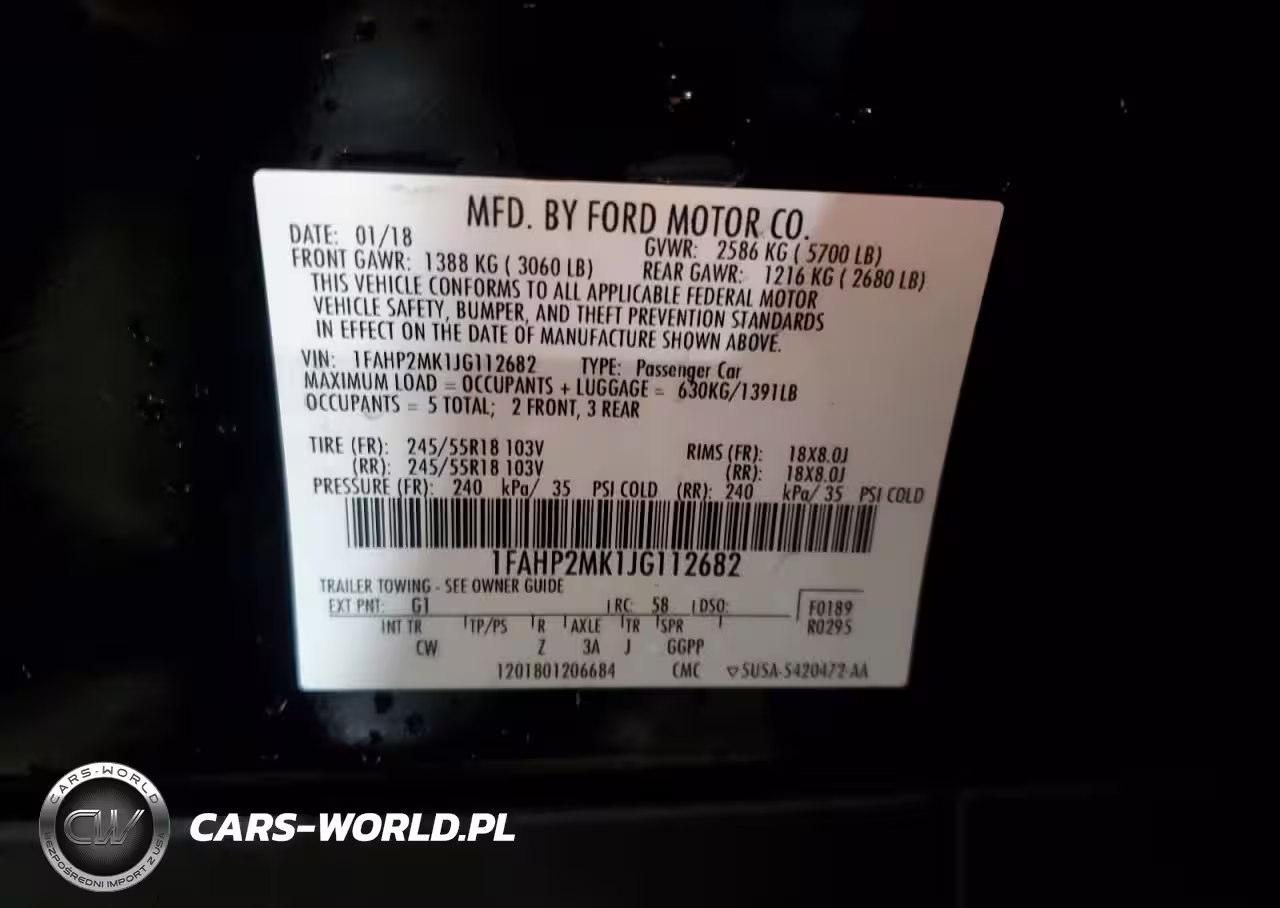 MFD. BY FORD MOTOR CO.
DATE: 01/18 GVWR: 2586 KG ( 5700 LB)
FRONT GAWR: 1388 KG ( 3060 LB) REAR GAWR: 1216 KG ( 2680 LB)
THIS VEHICLE CONFORMS TO ALL APPLICABLE FEDERAL MOTOR
VEHICLE SAFETY, BUMPER, AND THEFT PREVENTION STANDARDS
IN EFFECT ON THE DATE OF MANUFACTURE SHOWN ABOVE.
VIN: 1FAHP2MK1JG112682 TYPE: Passenger Car
MAXIMUM LOAD = OCCUPANTS + LUGGAGE = 630KG/1391LB
OCCUPANTS = 5 TOTAL; 2 FRONT, 3 REAR
TIRE (FR): 245/55R18 103V RIMS (FR): 18X8.0J
(RR): 245/55R18 103V (RR): 18X8.0J
PRESSURE (FR): 240 kPa/ 35 PSI COLD (RR): 240 kPa/ 35 PSI COLD
1FAHP2MK1JG112682
TRAILER TOWING - SEE OWNER GUIDE
EXT PNT: G1 RC: 58 DSO: F0189
INT TR TP/PS R AXLE TR SPR R0295
CW Z 3A J GGPP
1201801206684 CMC ▽5USA-5420472-AA
CARS-WORLD
CW
BEZPOŚREDNI IMPORT Z USA
CARS-WORLD.PL